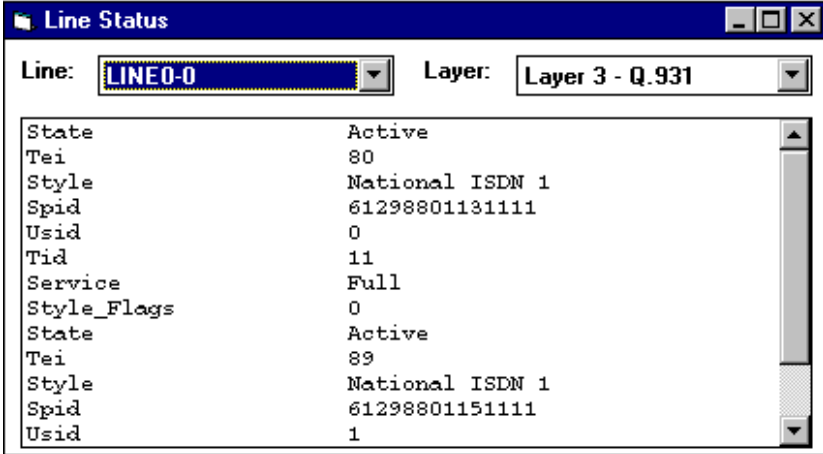 Line Status
Line: LINE0-0 Layer: Layer 3 - Q.931
State Active
Tei 80
Style National ISDN 1
Spid 61298801131111
Usid 0
Tid 11
Service Full
Style_Flags 0
State Active
Tei 89
Style National ISDN 1
Spid 61298801151111
Usid 1